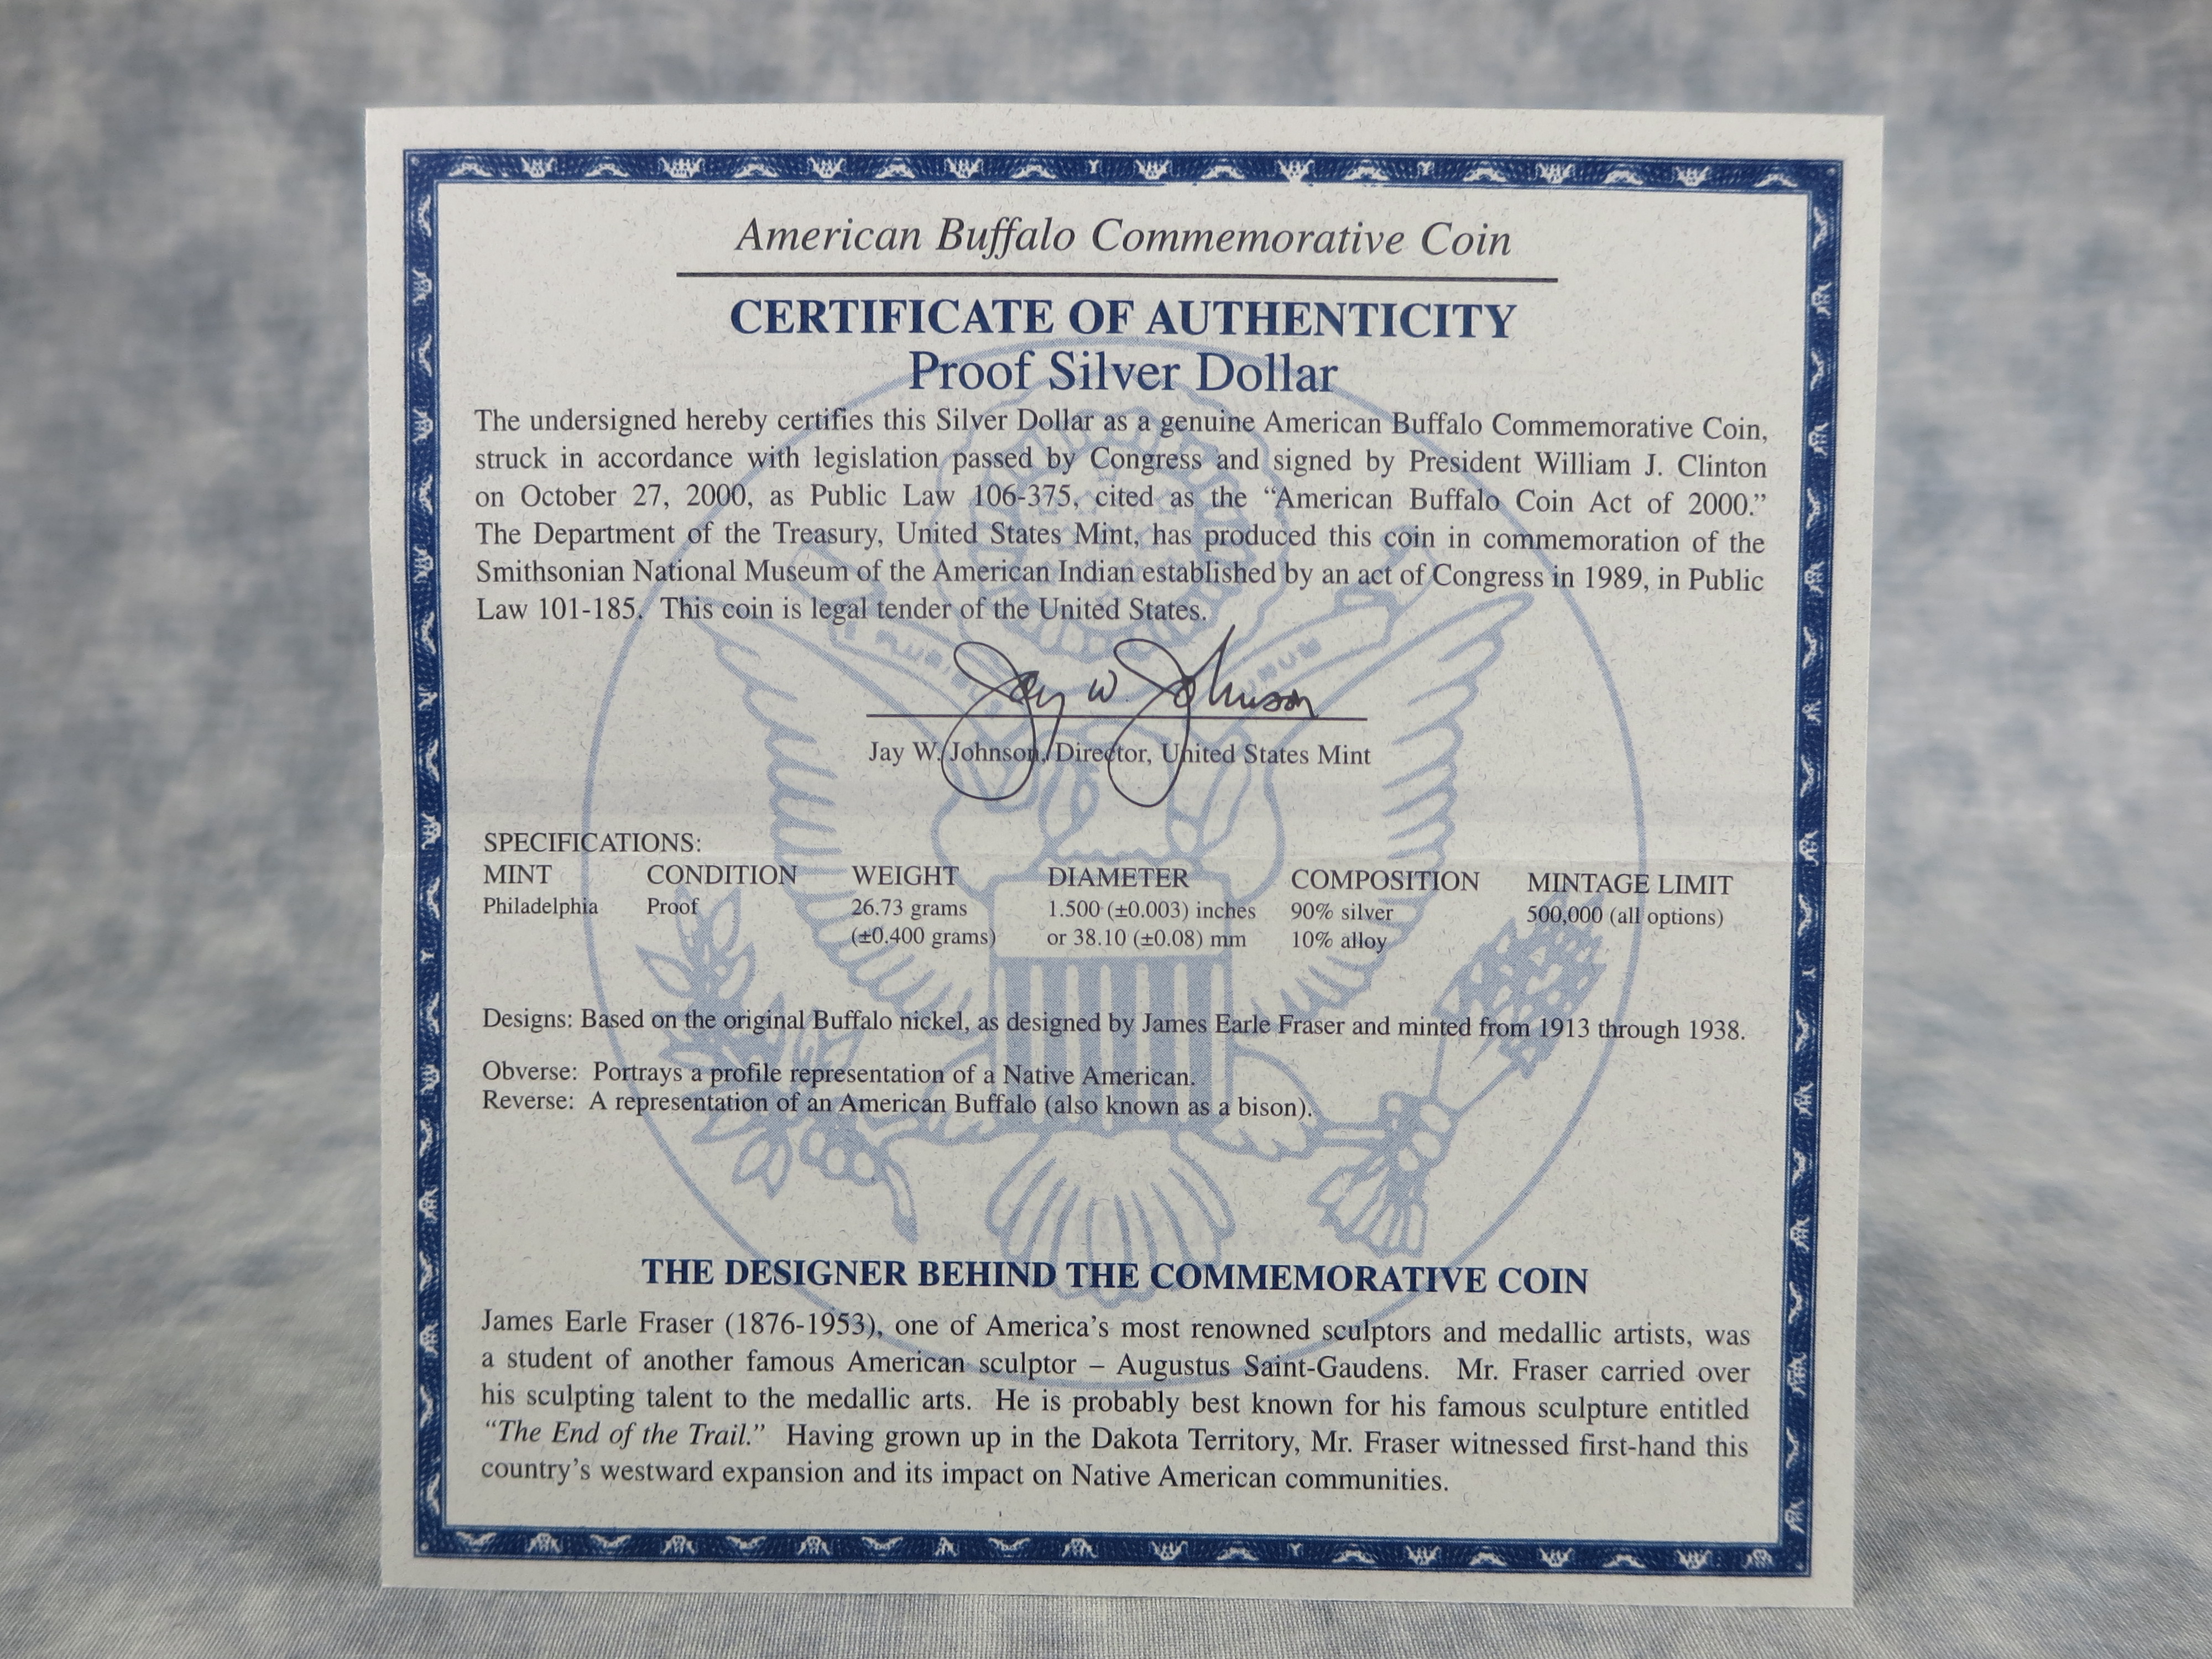 American Buffalo Commemorative Coin
CERTIFICATE OF AUTHENTICITY
Proof Silver Dollar
The undersigned hereby certifies this Silver Dollar as a genuine American Buffalo Commemorative Coin,
struck in accordance with legislation passed by Congress and signed by President William J. Clinton
on October 27, 2000, as Public Law 106-375, cited as the “American Buffalo Coin Act of 2000.”
The Department of the Treasury, United States Mint, has produced this coin in commemoration of the
Smithsonian National Museum of the American Indian established by an act of Congress in 1989, in Public
Law 101-185. This coin is legal tender of the United States.
Jay W. Johnson
Jay W. Johnson, Director, United States Mint
SPECIFICATIONS:
MINT CONDITION WEIGHT DIAMETER COMPOSITION MINTAGE LIMIT
Philadelphia Proof 26.73 grams 1.500 (±0.003) inches 90% silver 500,000 (all options)
(±0.400 grams) or 38.10 (±0.08) mm 10% alloy
Designs: Based on the original Buffalo nickel, as designed by James Earle Fraser and minted from 1913 through 1938.
Obverse: Portrays a profile representation of a Native American.
Reverse: A representation of an American Buffalo (also known as a bison).
THE DESIGNER BEHIND THE COMMEMORATIVE COIN
James Earle Fraser (1876-1953), one of America’s most renowned sculptors and medallic artists, was
a student of another famous American sculptor – Augustus Saint-Gaudens. Mr. Fraser carried over
his sculpting talent to the medallic arts. He is probably best known for his famous sculpture entitled
“The End of the Trail.” Having grown up in the Dakota Territory, Mr. Fraser witnessed first-hand this
country’s westward expansion and its impact on Native American communities.